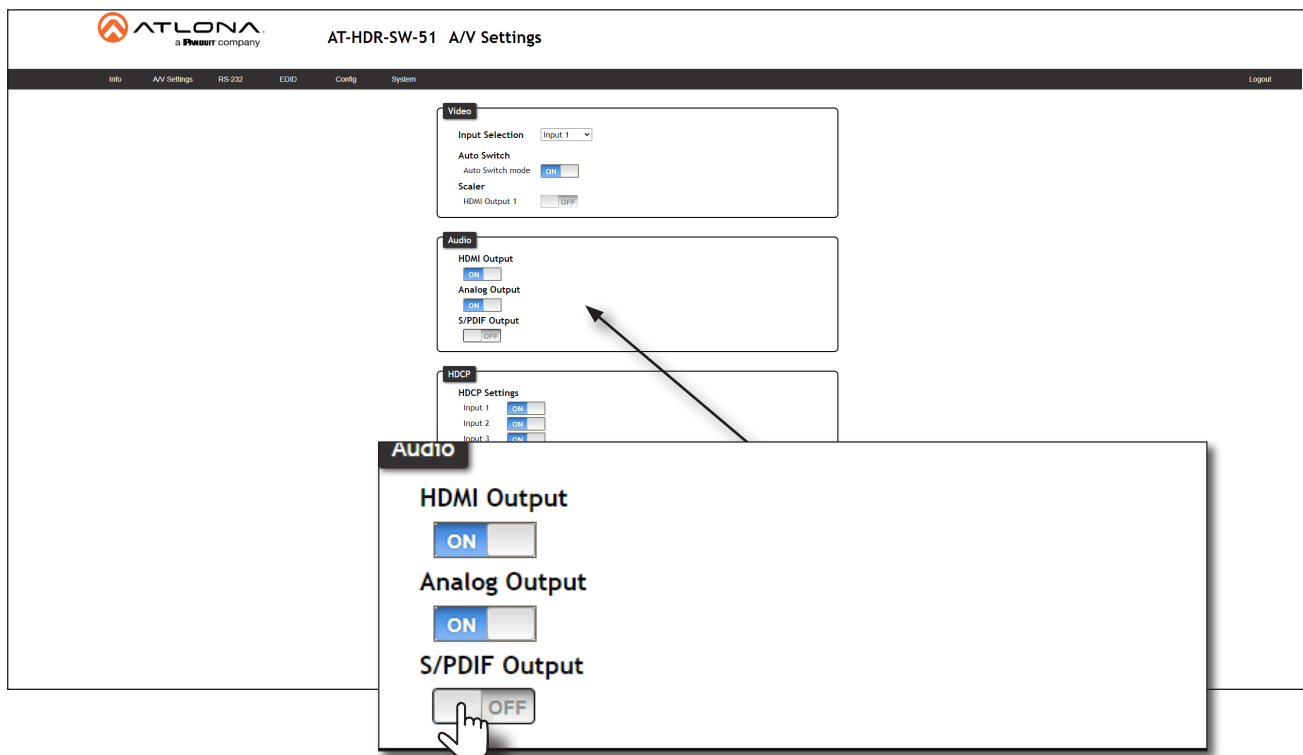 ATLONA.
a PANDUIT company
AT-HDR-SW-51 A/V Settings
Info A/V Settings RS-232 EDID Config System Logout
Video
Input Selection Input 1
Auto Switch
Auto Switch mode ON
Scaler
HDMI Output 1 OFF
Audio
HDMI Output
ON
Analog Output
ON
S/PDIF Output
OFF
HDCP
HDCP Settings
Input 1 ON
Input 2 ON
Input 3 ON
Audio
HDMI Output
ON
Analog Output
ON
S/PDIF Output
OFF